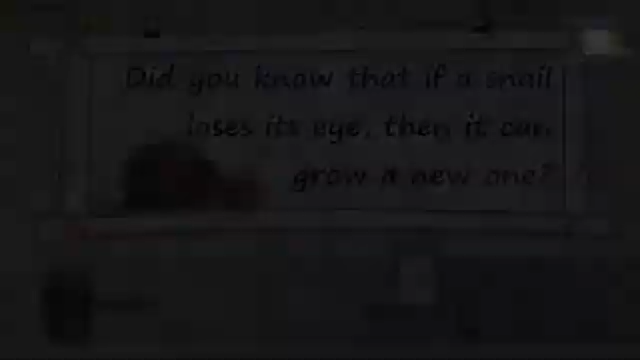 Did you know that if a snail
loses its eye, then it can
grow a new one?